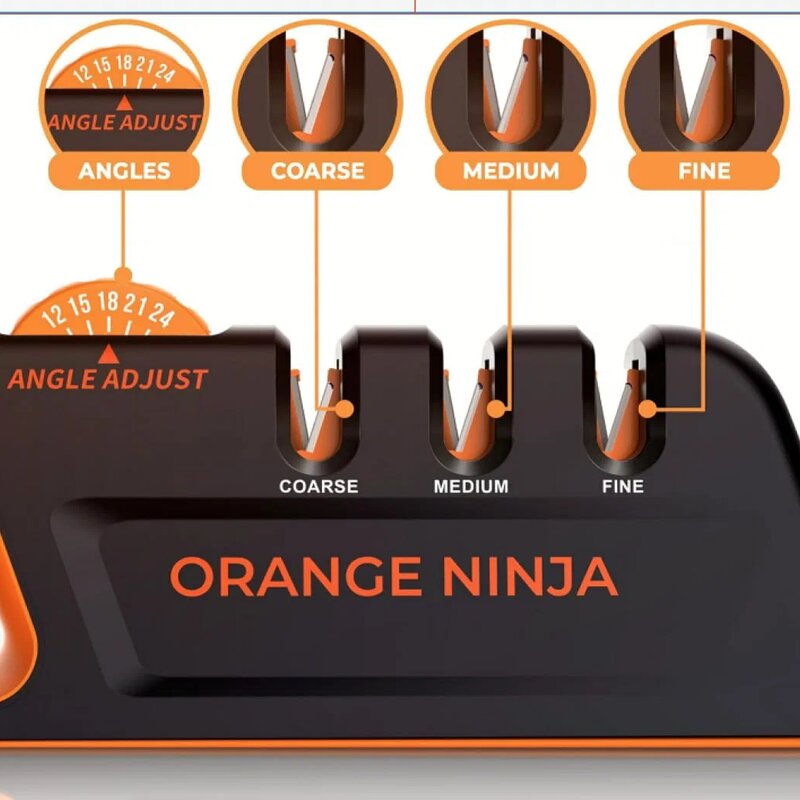 12 15 18 21 24
ANGLE ADJUST
ANGLES
COARSE
MEDIUM
FINE
12 15 18 21 24
ANGLE ADJUST
COARSE
MEDIUM
FINE
ORANGE NINJA